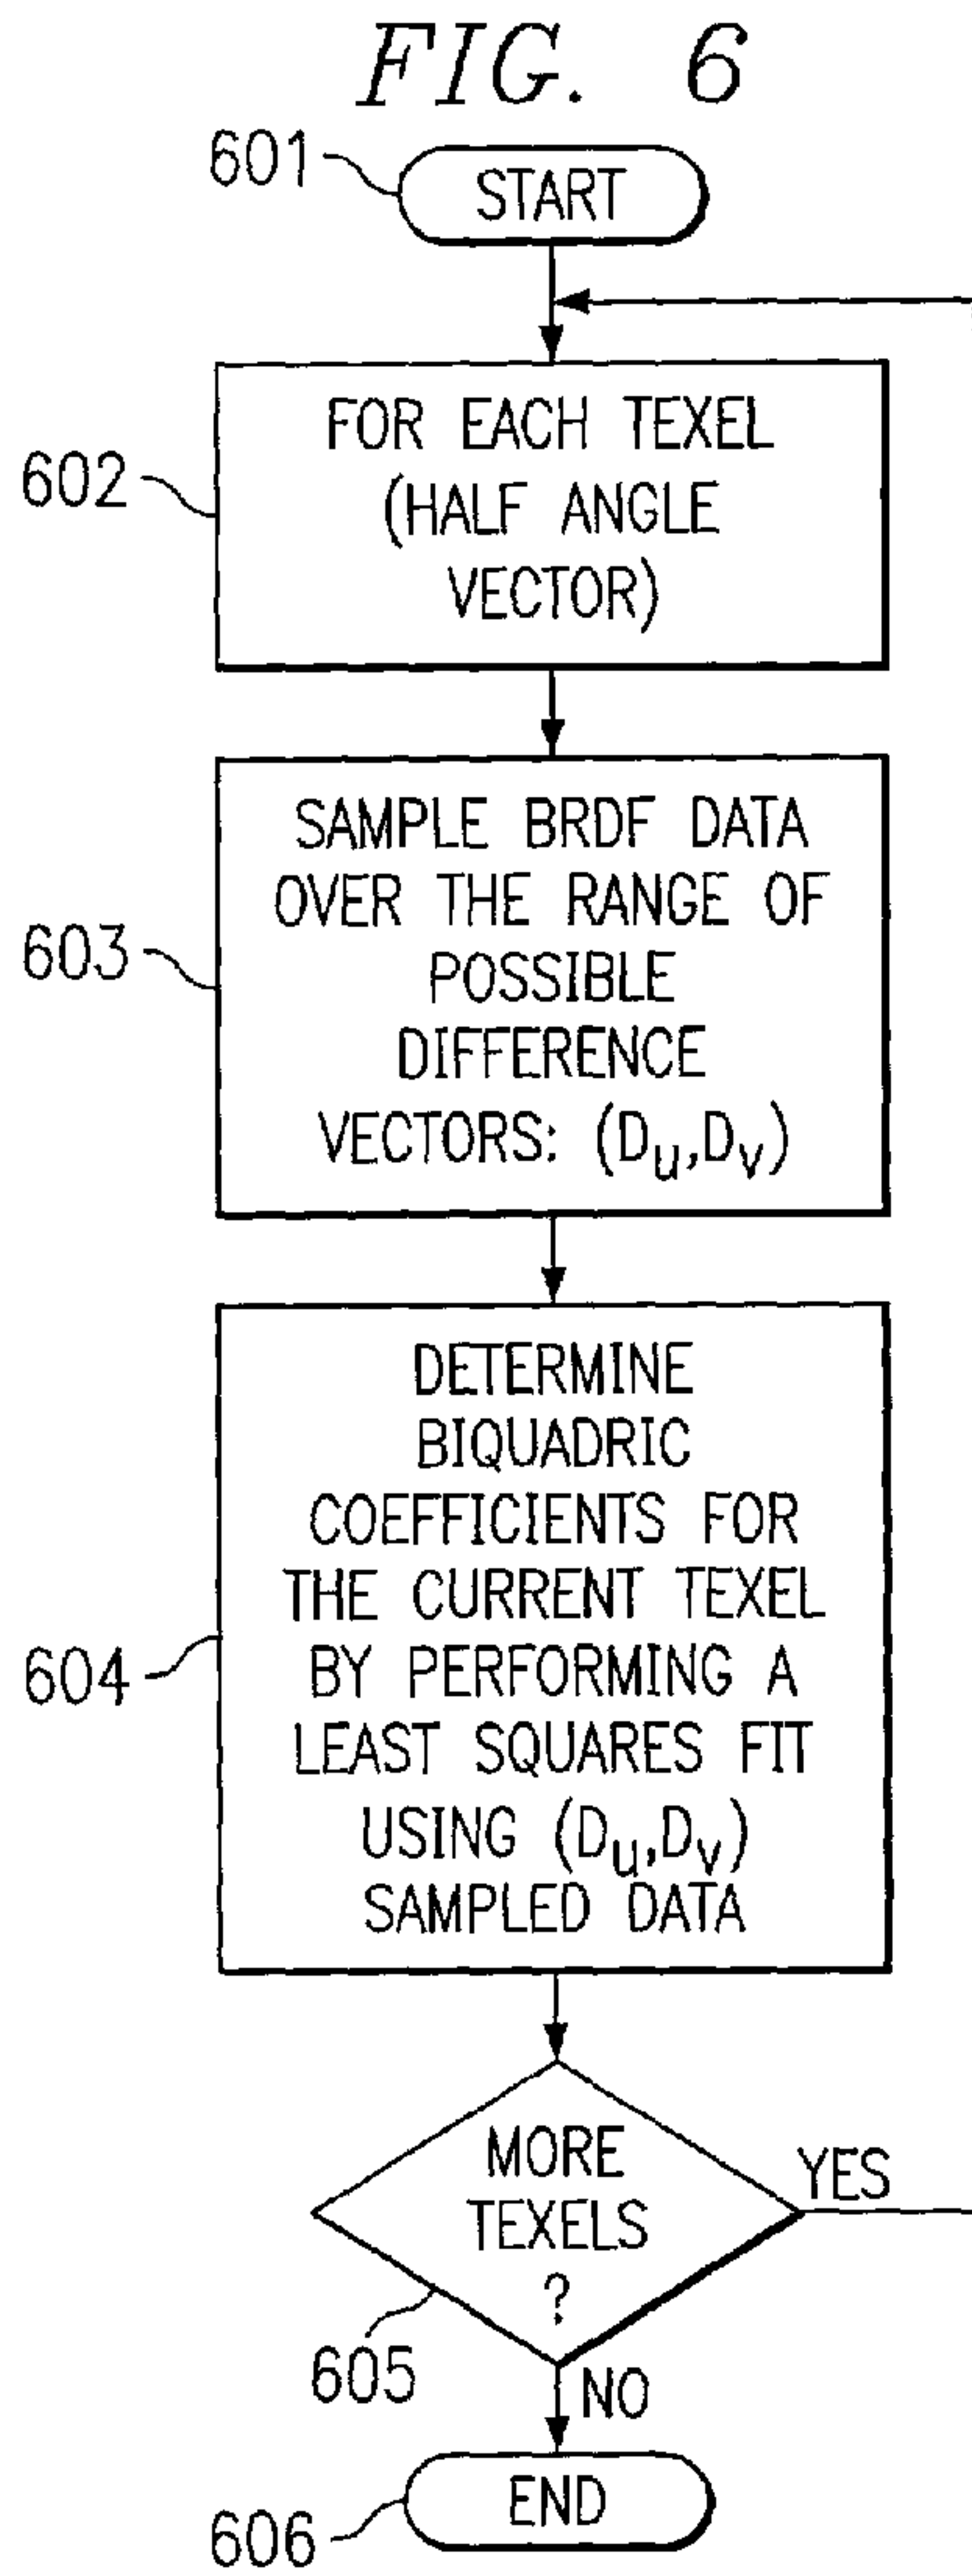 FIG. 6
601
START
602
FOR EACH TEXEL
(HALF ANGLE
VECTOR)
603
SAMPLE BRDF DATA
OVER THE RANGE OF
POSSIBLE
DIFFERENCE
VECTORS: (Du,Dv)
604
DETERMINE
BIQUADRIC
COEFFICIENTS FOR
THE CURRENT TEXEL
BY PERFORMING A
LEAST SQUARES FIT
USING (Du,Dv)
SAMPLED DATA
MORE
TEXELS
?
YES
605
NO
END
606